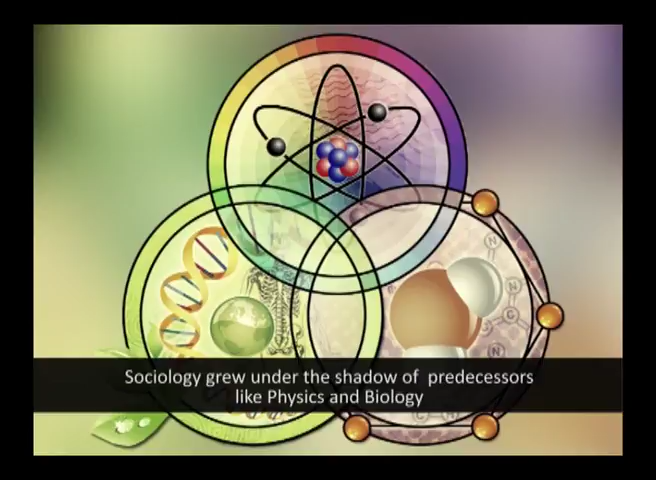 Sociology grew under the shadow of predecessors
like Physics and Biology